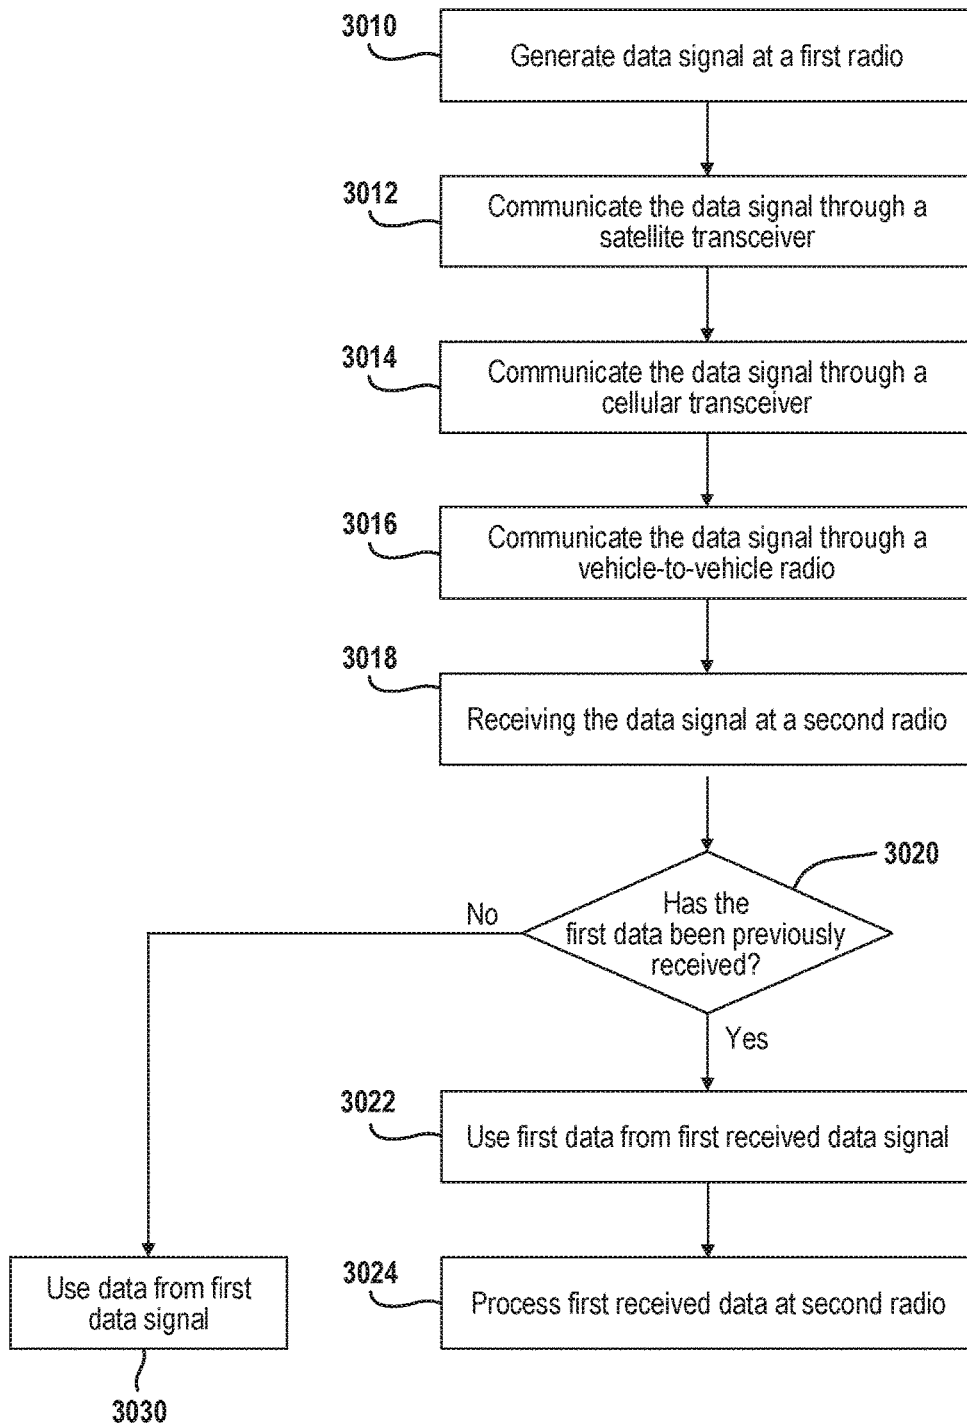 3010
Generate data signal at a first radio
3012
Communicate the data signal through a
satellite transceiver
3014
Communicate the data signal through a
cellular transceiver
3016
Communicate the data signal through a
vehicle-to-vehicle radio
3018
Receiving the data signal at a second radio
3020
Has the
first data been previously
received?
No
Yes
3022
Use first data from first received data signal
3024
Process first received data at second radio
Use data from first
data signal
3030